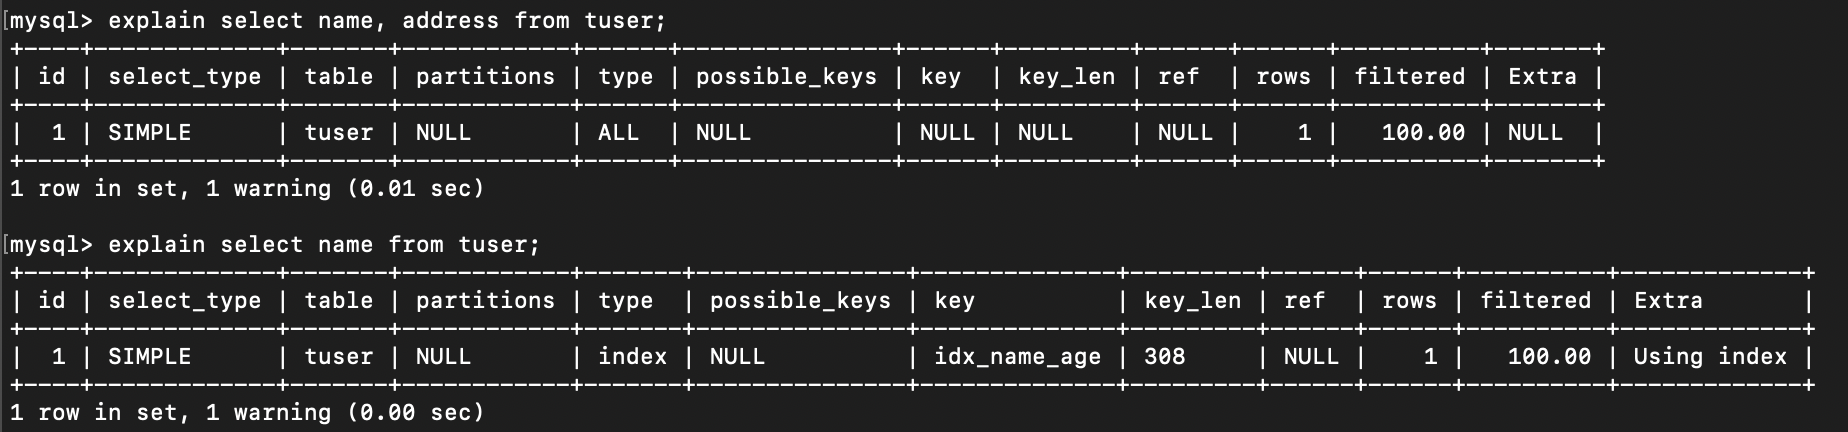 [mysql> explain select name, address from tuser;
+----+-------------+-------+------------+------+---------------+------+---------+------+------+----------+-------+
| id | select_type | table | partitions | type | possible_keys | key  | key_len | ref  | rows | filtered | Extra |
+----+-------------+-------+------------+------+---------------+------+---------+------+------+----------+-------+
|  1 | SIMPLE      | tuser | NULL       | ALL  | NULL          | NULL | NULL    | NULL |    1 |   100.00 | NULL  |
+----+-------------+-------+------------+------+---------------+------+---------+------+------+----------+-------+
1 row in set, 1 warning (0.01 sec)

[mysql> explain select name from tuser;
+----+-------------+-------+------------+-------+---------------+--------------+---------+------+------+----------+-------------+
| id | select_type | table | partitions | type  | possible_keys | key          | key_len | ref  | rows | filtered | Extra       |
+----+-------------+-------+------------+-------+---------------+--------------+---------+------+------+----------+-------------+
|  1 | SIMPLE      | tuser | NULL       | index | NULL          | idx_name_age | 308     | NULL |    1 |   100.00 | Using index |
+----+-------------+-------+------------+-------+---------------+--------------+---------+------+------+----------+-------------+
1 row in set, 1 warning (0.00 sec)